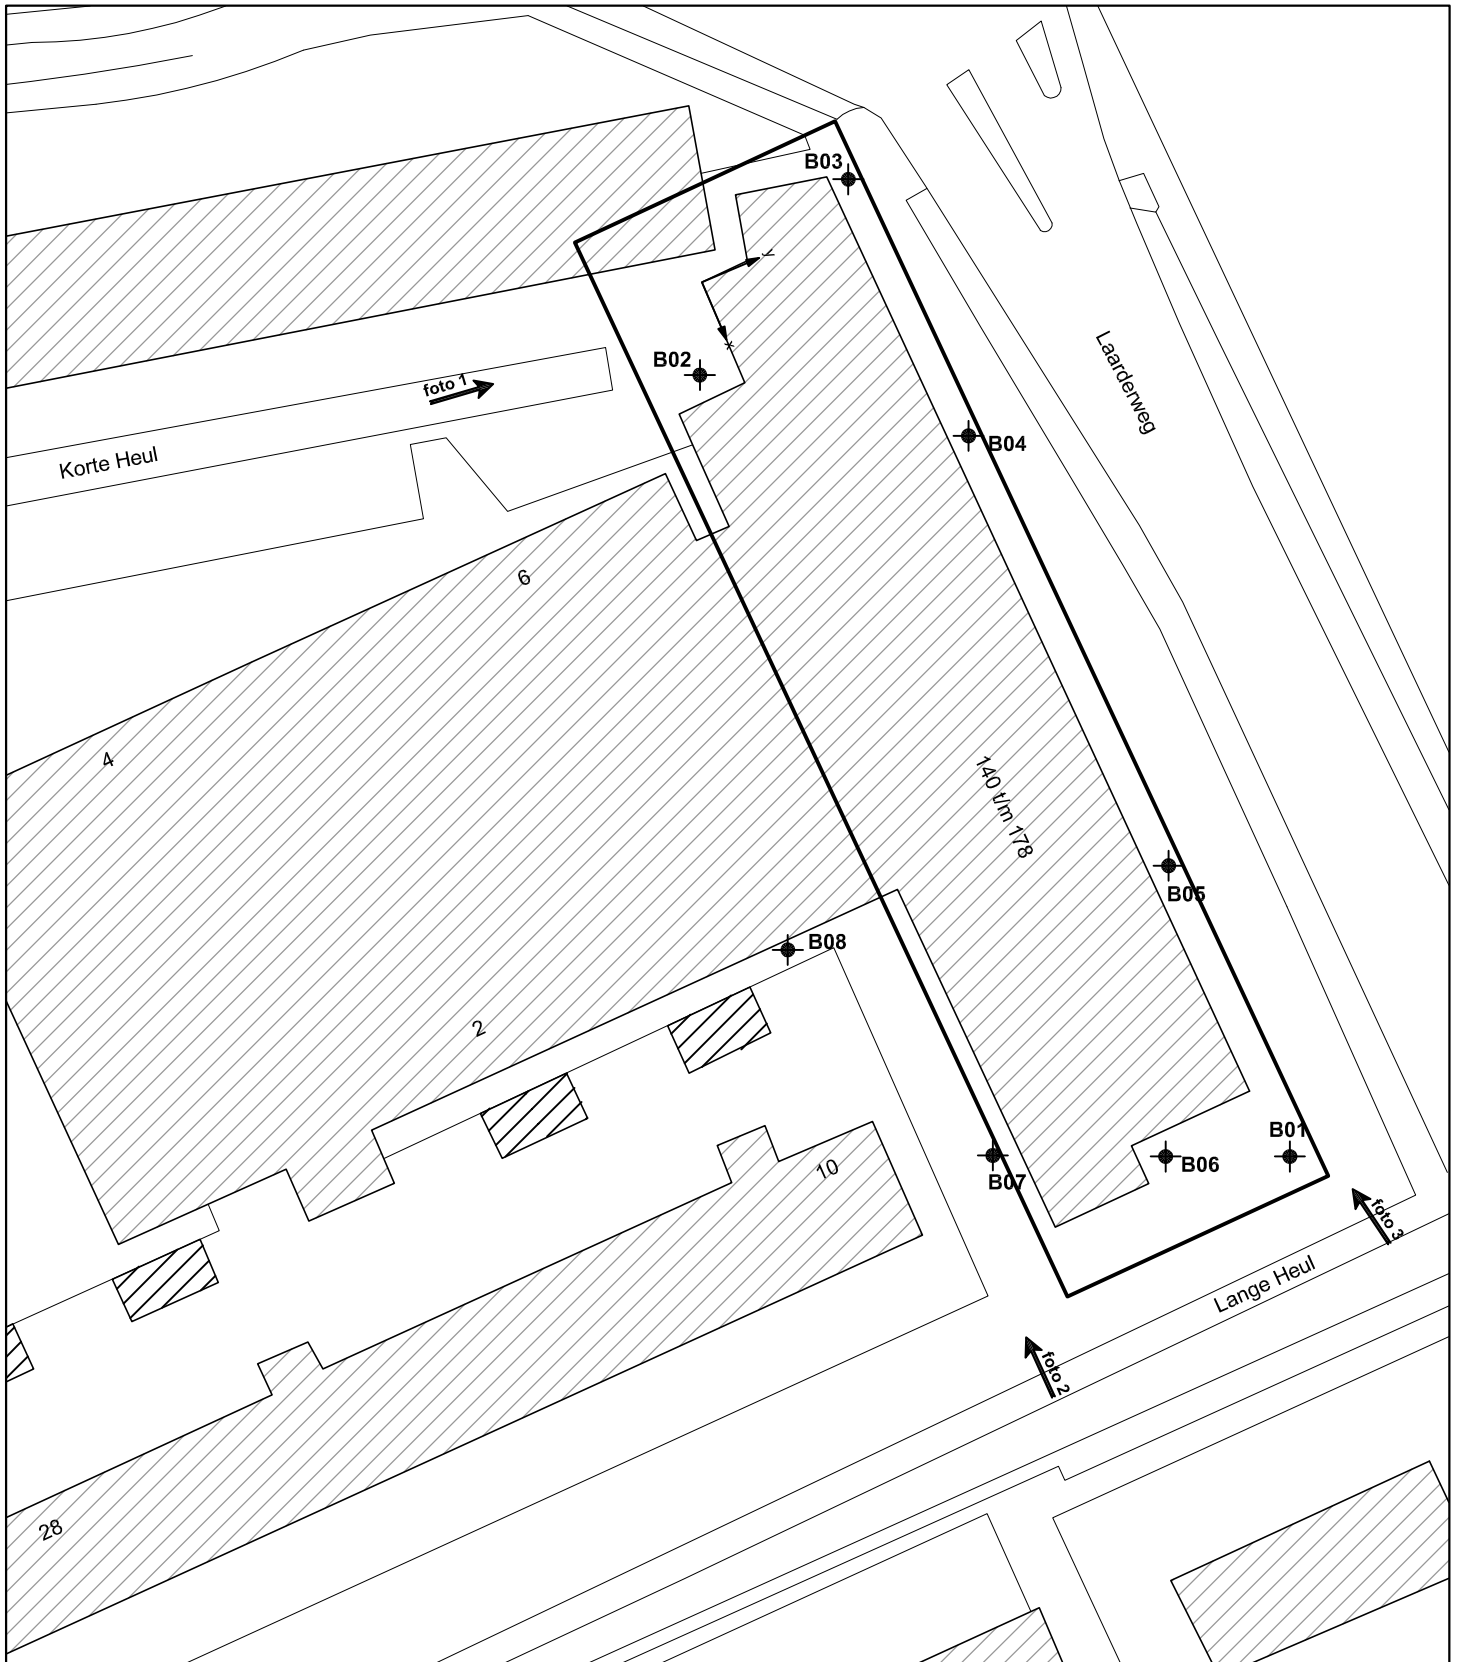 B03
y
x
B02
foto 1
Laarderweg
B04
Korte Heul
6
4
140 t/m 178
B05
B08
2
B01
10
B06
B07
foto 3
Lange Heul
foto 2
28